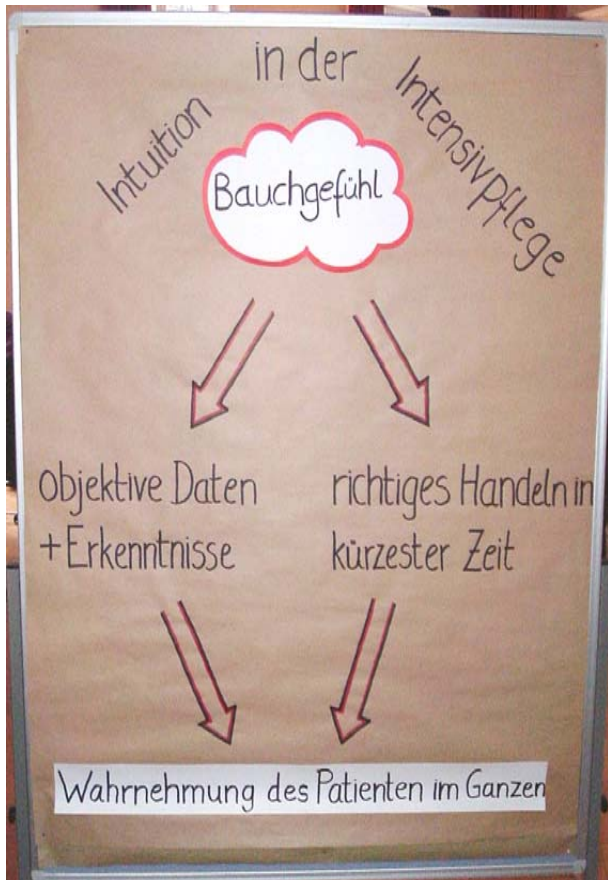 Intuition in der Intensivpflege
Bauchgefühl
objektive Daten
+Erkenntnisse
richtiges Handeln in
kürzester Zeit
Wahrnehmung des Patienten im Ganzen